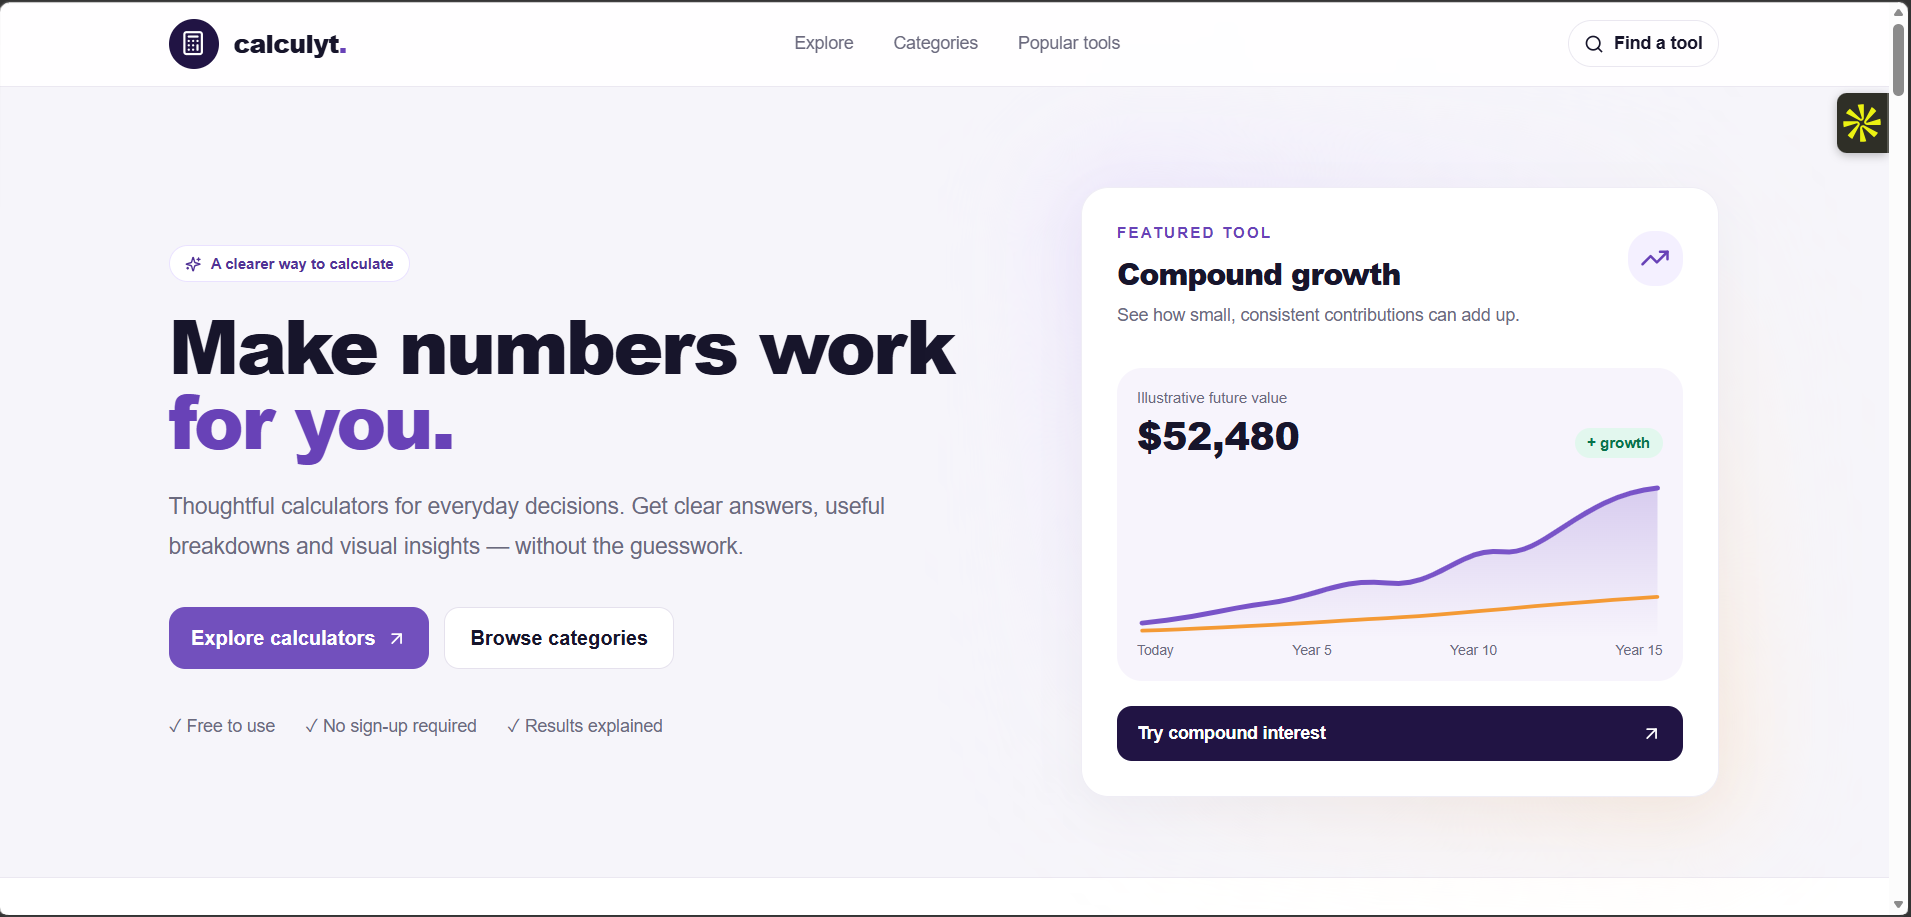 calculyt.
Explore
Categories
Popular tools
Find a tool
A clearer way to calculate
Make numbers work
for you.
Thoughtful calculators for everyday decisions. Get clear answers, useful
breakdowns and visual insights — without the guesswork.
Explore calculators
Browse categories
✓ Free to use
✓ No sign-up required
✓ Results explained
FEATURED TOOL
Compound growth
See how small, consistent contributions can add up.
Illustrative future value
$52,480
+ growth
Today
Year 5
Year 10
Year 15
Try compound interest